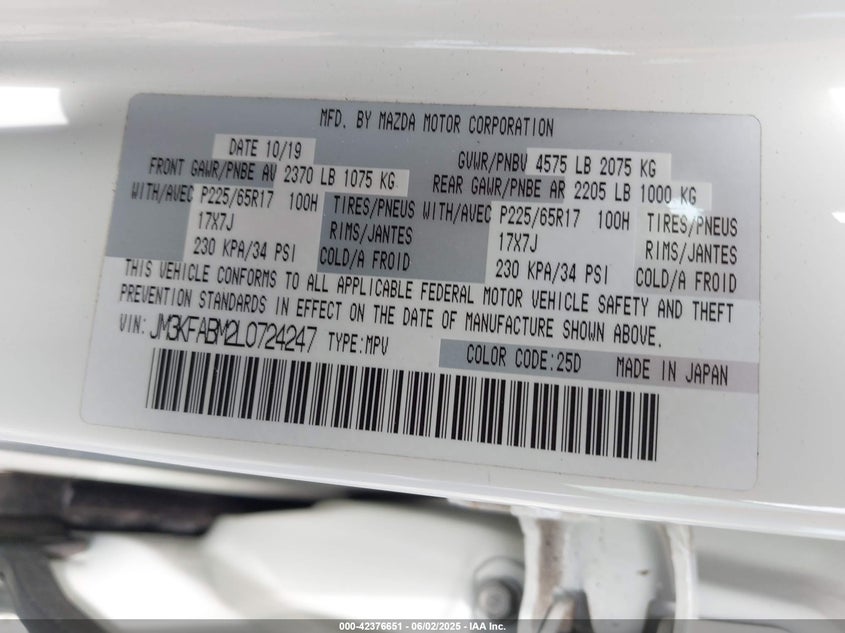 MFD. BY MAZDA MOTOR CORPORATION
DATE 10/19 GVWR/PNBV 4575 LB 2075 KG
FRONT GAWR/PNBE AV 2370 LB 1075 KG REAR GAWR/PNBE AR 2205 LB 1000 KG
WITH/AVEC P225/65R17 100H TIRES/PNEUS WITH/AVEC P225/65R17 100H TIRES/PNEUS
17X7J RIMS/JANTES 17X7J RIMS/JANTES
230 KPA/34 PSI COLD/A FROID 230 KPA/34 PSI COLD/A FROID
THIS VEHICLE CONFORMS TO ALL APPLICABLE FEDERAL MOTOR VEHICLE SAFETY AND THEFT
PREVENTION STANDARDS IN EFFECT ON THE DATE OF MANUFACTURE SHOWN ABOVE.
VIN: JM3KFABM2L0724247 TYPE:MPV
COLOR CODE:25D MADE IN JAPAN
000-42376651 - 06/02/2025 - IAA Inc.